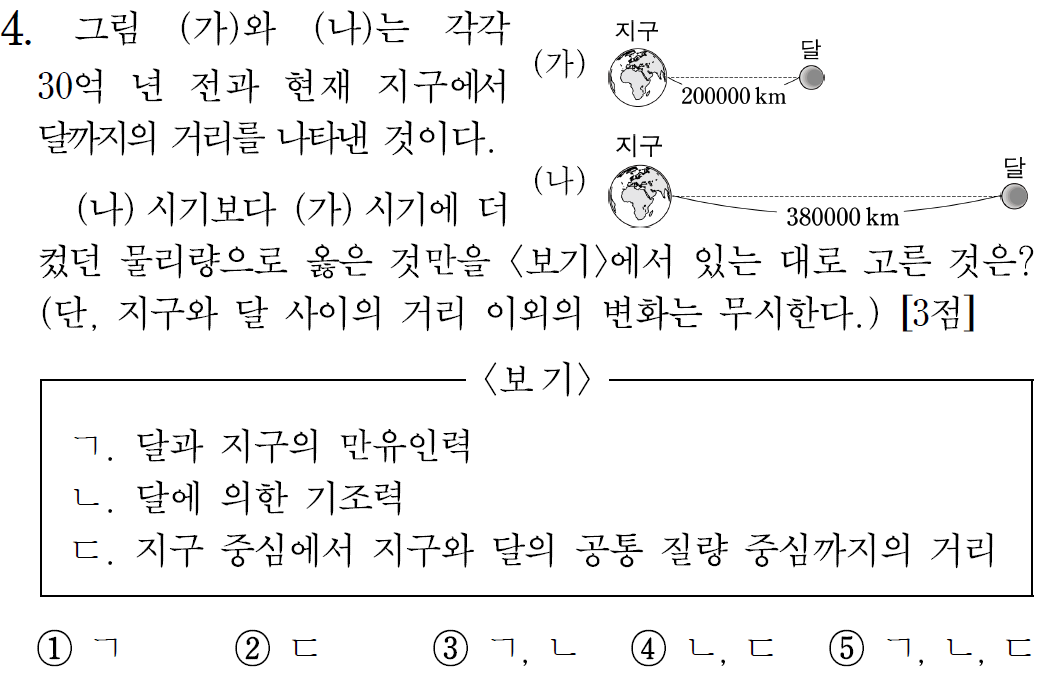 4. 그림 (가)와 (나)는 각각
30억 년 전과 현재 지구에서
달까지의 거리를 나타낸 것이다.
(가)
지구
달
200000 km
(나)
지구
달
380000 km
(나) 시기보다 (가) 시기에 더
컸던 물리량으로 옳은 것만을 〈보기〉에서 있는 대로 고른 것은?
(단, 지구와 달 사이의 거리 이외의 변화는 무시한다.) [3점]
〈보 기〉
ㄱ. 달과 지구의 만유인력
ㄴ. 달에 의한 기조력
ㄷ. 지구 중심에서 지구와 달의 공통 질량 중심까지의 거리
① ㄱ ② ㄷ ③ ㄱ, ㄴ ④ ㄴ, ㄷ ⑤ ㄱ, ㄴ, ㄷ